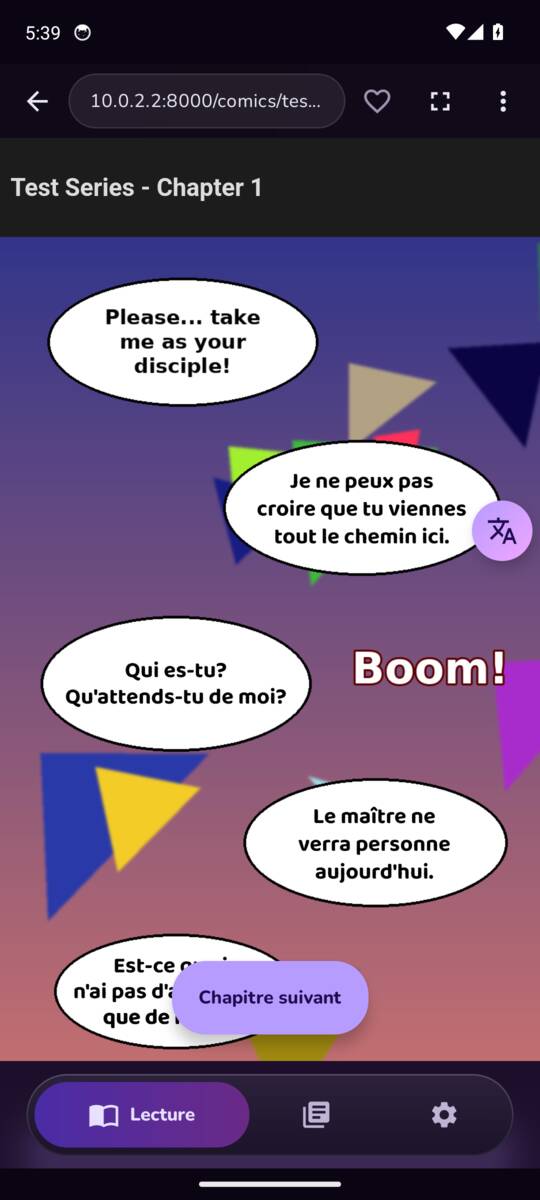 5:39
10.0.2.2:8000/comics/tes...
Test Series - Chapter 1
Please... take
me as your
disciple!
Je ne peux pas
croire que tu viennes
tout le chemin ici.
Qui es-tu?
Qu'attends-tu de moi?
Boom!
Le maître ne
verra personne
aujourd'hui.
Est-ce
n'ai pas
que de
Chapitre suivant
Lecture